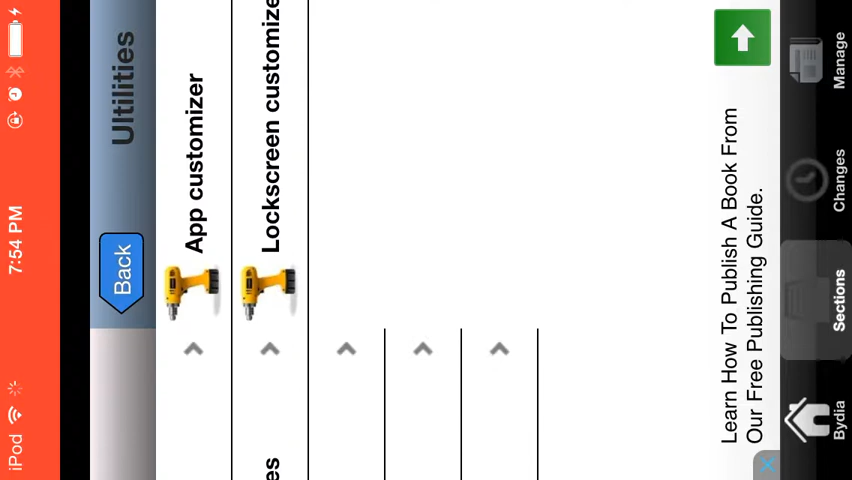 iPod
7:54 PM
Back
Ultilities
App customizer
Lockscreen customize
es
Learn How To Publish A Book From
Our Free Publishing Guide.
Bydia
Sections
Changes
Manage